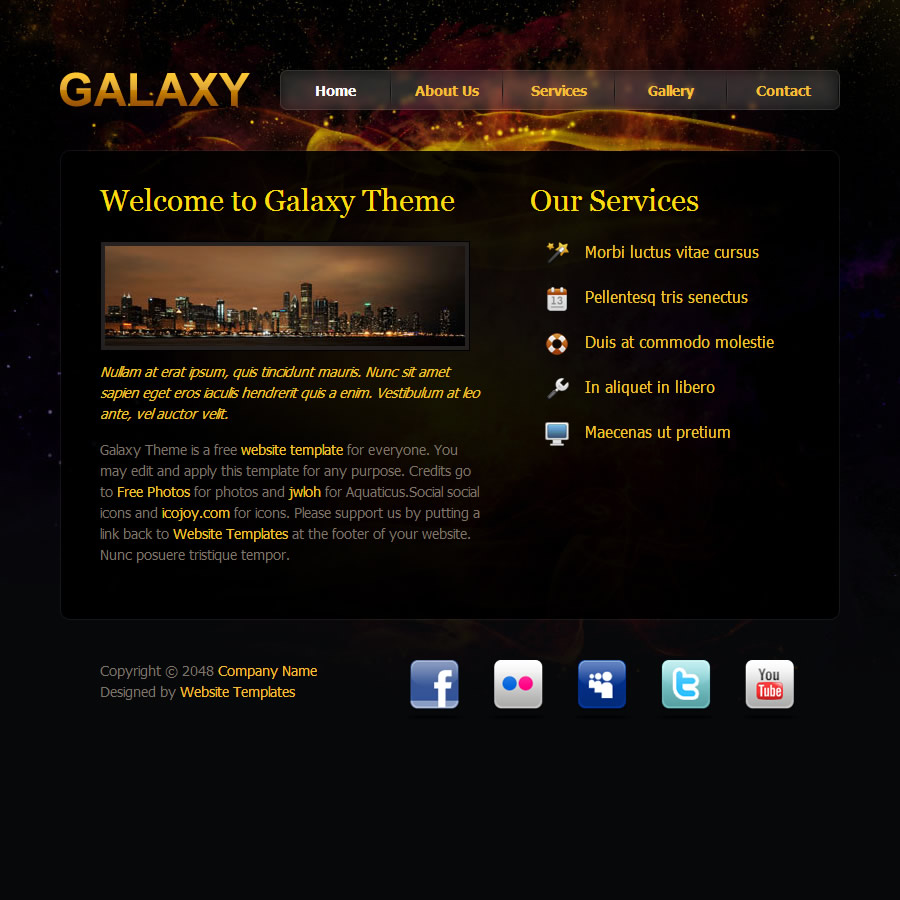 GALAXY
Home
About Us
Services
Gallery
Contact
Welcome to Galaxy Theme
Nullam at erat ipsum, quis tincidunt mauris. Nunc sit amet
sapien eget eros iaculis hendrerit quis a enim. Vestibulum at leo
ante, vel auctor velit.
Galaxy Theme is a free website template for everyone. You
may edit and apply this template for any purpose. Credits go
to Free Photos for photos and jwloh for Aquaticus.Social social
icons and icojoy.com for icons. Please support us by putting a
link back to Website Templates at the footer of your website.
Nunc posuere tristique tempor.
Our Services
Morbi luctus vitae cursus
13
Pellentesq tris senectus
Duis at commodo molestie
In aliquet in libero
Maecenas ut pretium
Copyright © 2048 Company Name
Designed by Website Templates
f
t
You
Tube